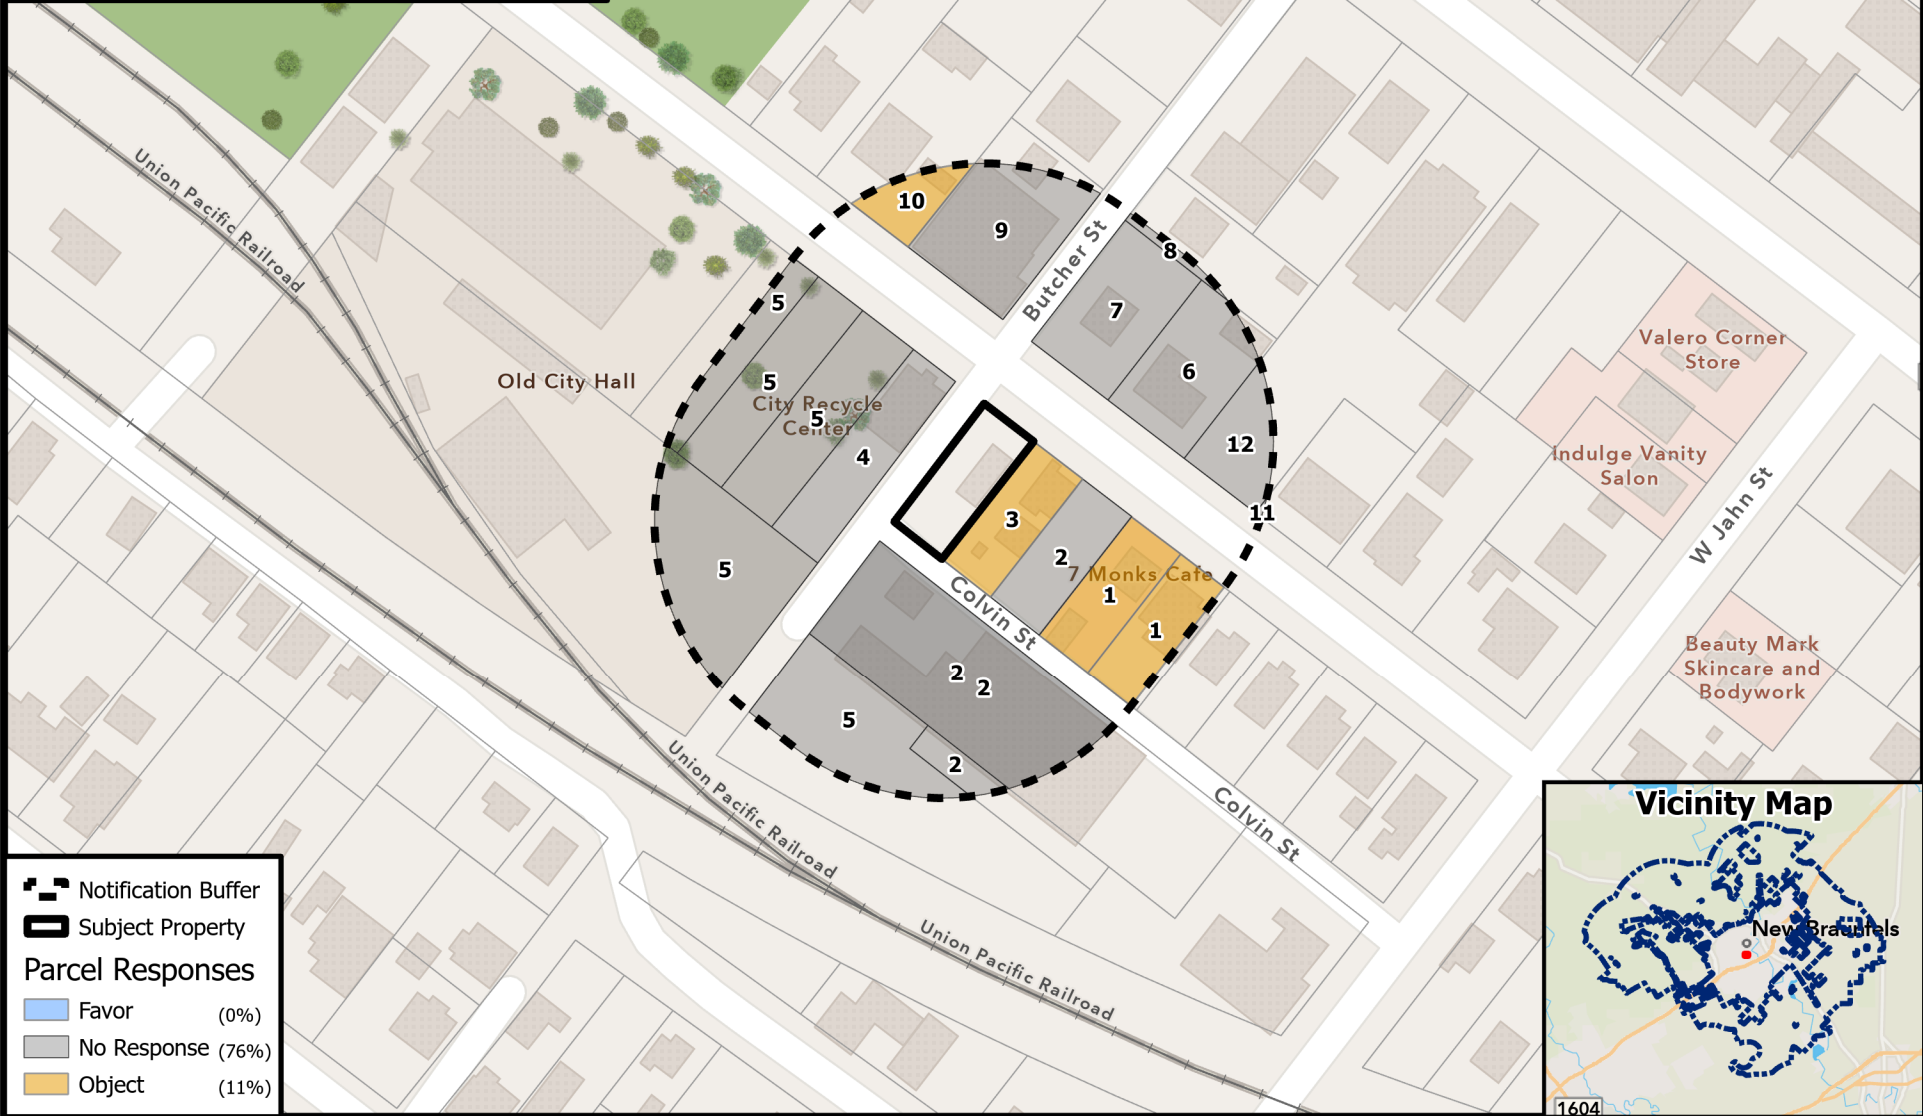 Union Pacific Railroad
10
9
Butcher St
8
5
7
Valero Corner
Store
6
Old City Hall
5
City Recycle
5
Center
12
4
Indulge Vanity
Salon
3
11
W Jahn St
2
5
7 Monks Cafe
1
Colvin St
1
2
2
Beauty Mark
Skincare and
Bodywork
5
2
Union Pacific Railroad
Colvin St
Union Pacific Railroad
Notification Buffer
Subject Property
Parcel Responses
Favor (0%)
No Response (76%)
Object (11%)
Vicinity Map
New Braunfels
1604